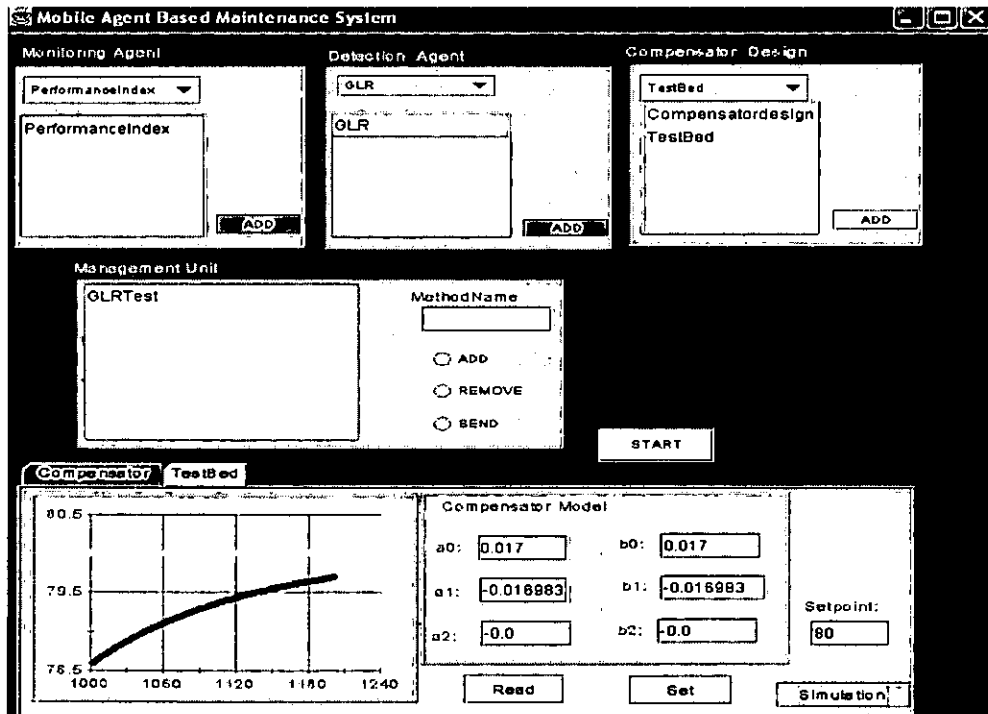 Mobile Agent Based Maintenance System
Monitoring Agent
PerformanceIndex
PerformanceIndex
ADD
Detection Agent
GLR
GLR
ADD
Compensator Design
TestBed
Compensatordesign
TestBed
ADD
Management Unit
GLRTest
MethodName
ADD
REMOVE
SEND
START
Compensator
TestBed
80.5
79.5
78.5
1000 1060 1120 1180 1240
Compensator Model
a0: 0.017
b0: 0.017
a1: -0.016983
b1: -0.016983
a2: -0.0
b2: -0.0
Setpoint:
80
Read
Set
Simulation